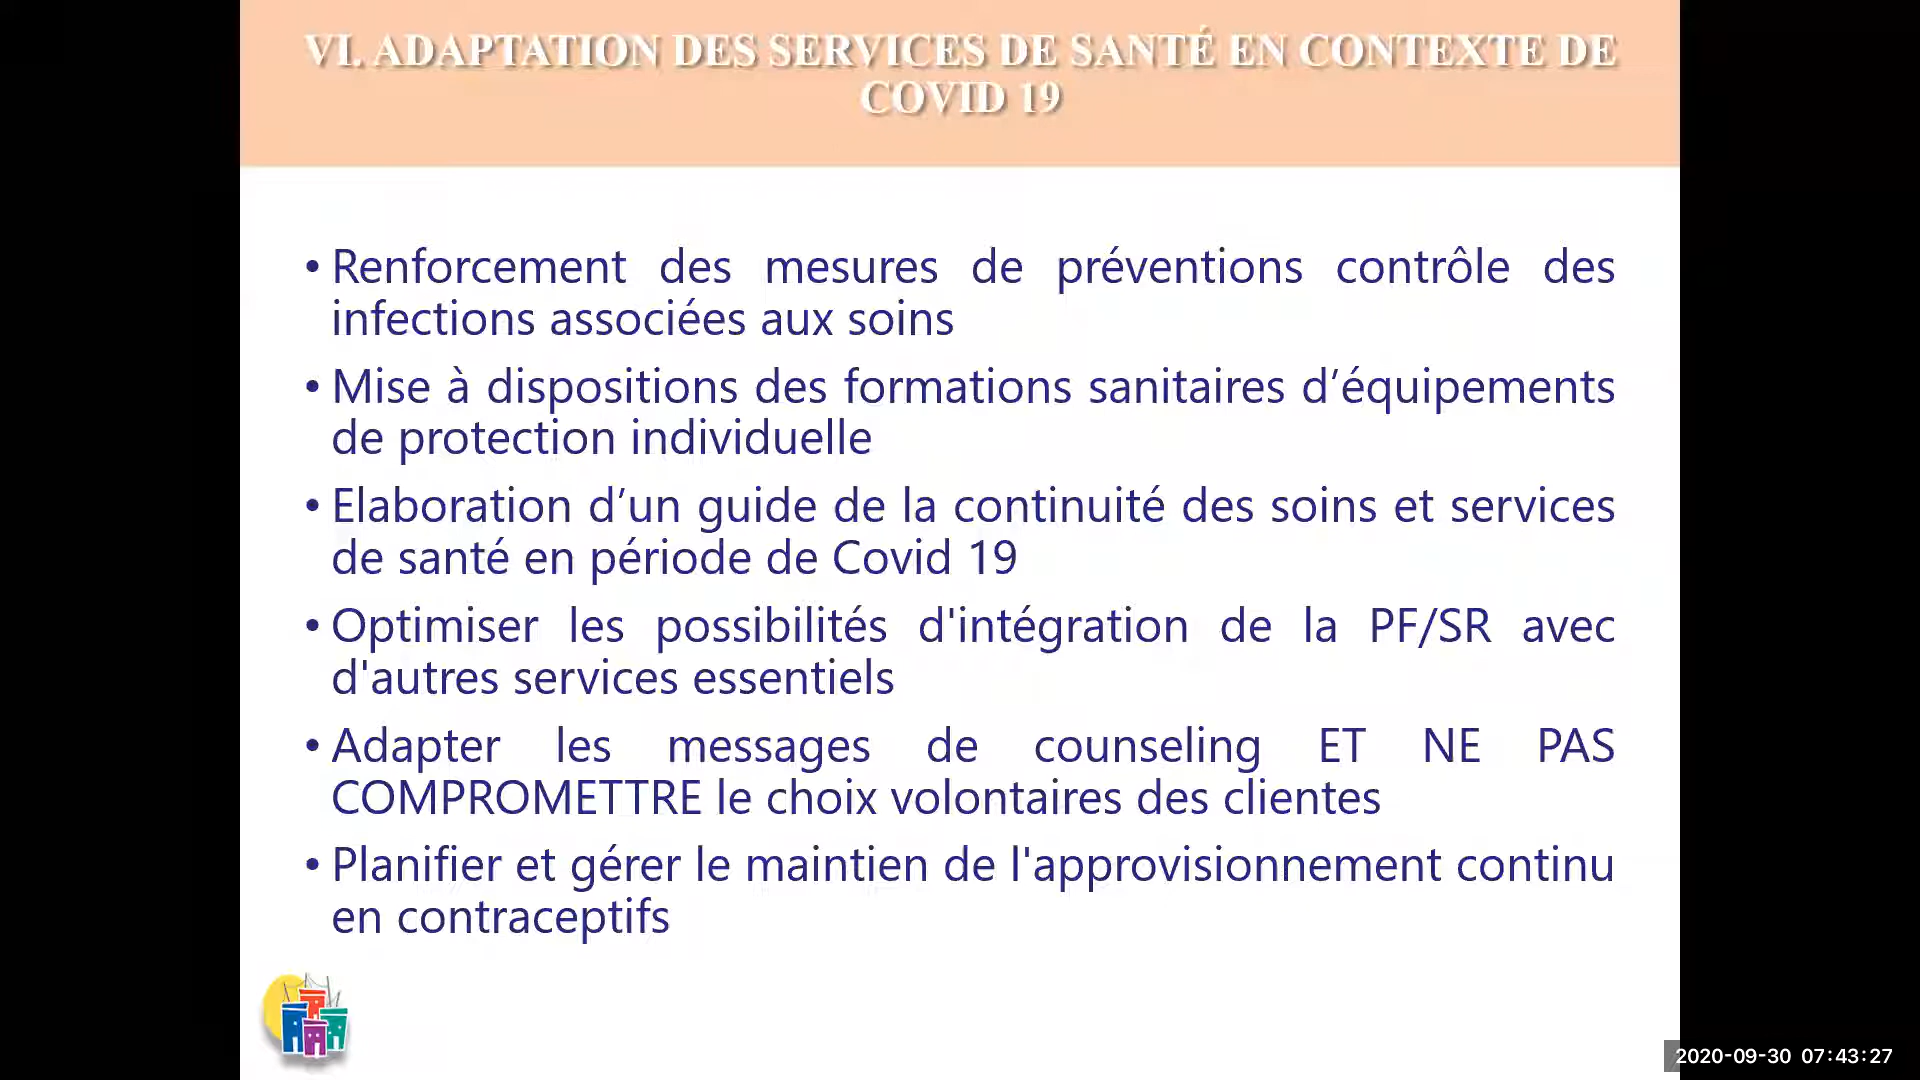 VI. ADAPTATION DES SERVICES DE SANTÉ EN CONTEXTE DE
COVID 19
• Renforcement des mesures de préventions contrôle des
infections associées aux soins
• Mise à dispositions des formations sanitaires d’équipements
de protection individuelle
• Elaboration d’un guide de la continuité des soins et services
de santé en période de Covid 19
• Optimiser les possibilités d'intégration de la PF/SR avec
d'autres services essentiels
• Adapter les messages de counseling ET NE PAS
COMPROMETTRE le choix volontaires des clientes
• Planifier et gérer le maintien de l'approvisionnement continu
en contraceptifs
2020-09-30 07:43:27